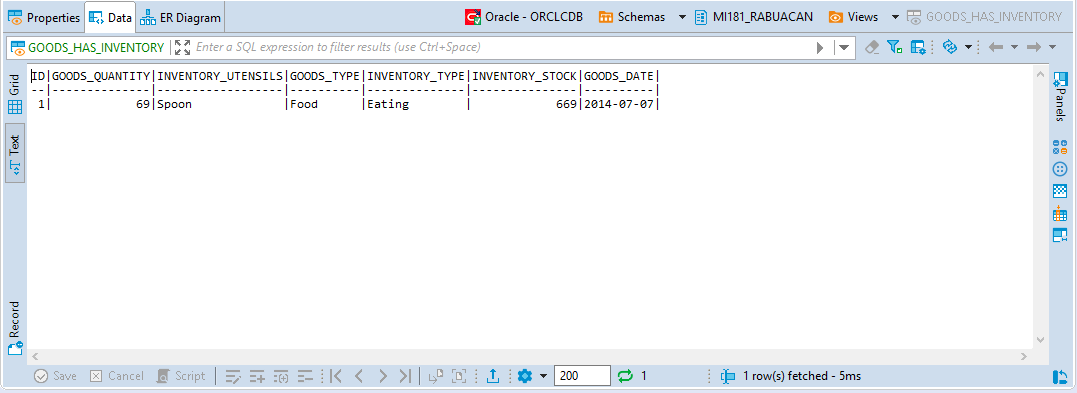 Properties Data ER Diagram Oracle - ORCLCDB Schemas MI181_RABUACAN Views GOODS_HAS_INVENTORY
GOODS_HAS_INVENTORY Enter a SQL expression to filter results (use Ctrl+Space)
Grid
Text
Record
ID|GOODS_QUANTITY|INVENTORY_UTENSILS|GOODS_TYPE|INVENTORY_TYPE|INVENTORY_STOCK|GOODS_DATE|
--|--------------|------------------|----------|--------------|---------------|----------|
 1|            69|Spoon             |Food      |Eating        |            669|2014-07-07|
Panels
Save Cancel Script 200 1 1 row(s) fetched - 5ms